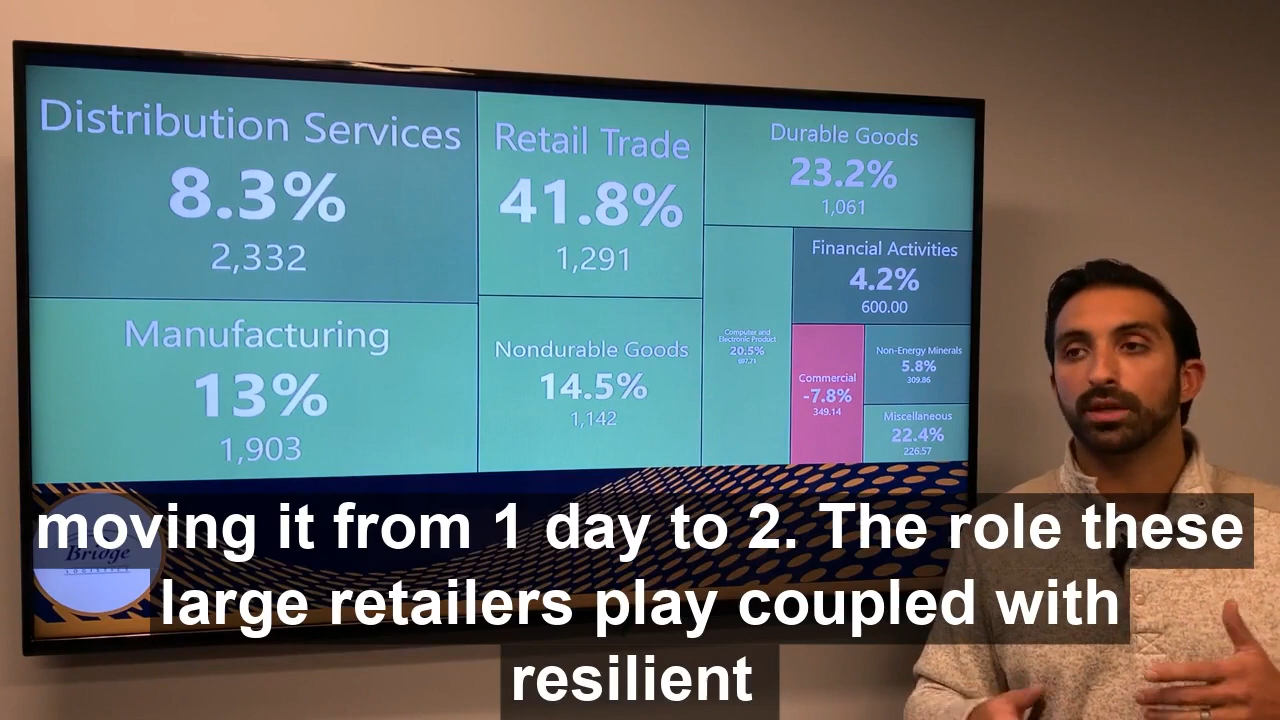 Distribution Services
8.3%
2,332
Retail Trade
41.8%
1,291
Durable Goods
23.2%
1,061
Manufacturing
13%
1,903
Nondurable Goods
14.5%
1,142
Computer and
Electronic Product
20.5%
Financial Activities
4.2%
600.00
Commercial
-7.8%
349.14
Non-Energy Minerals
5.8%
309.86
Miscellaneous
22.4%
226.57
Bridge
LOGISTICS
moving it from 1 day to 2. The role these
large retailers play coupled with
resilient